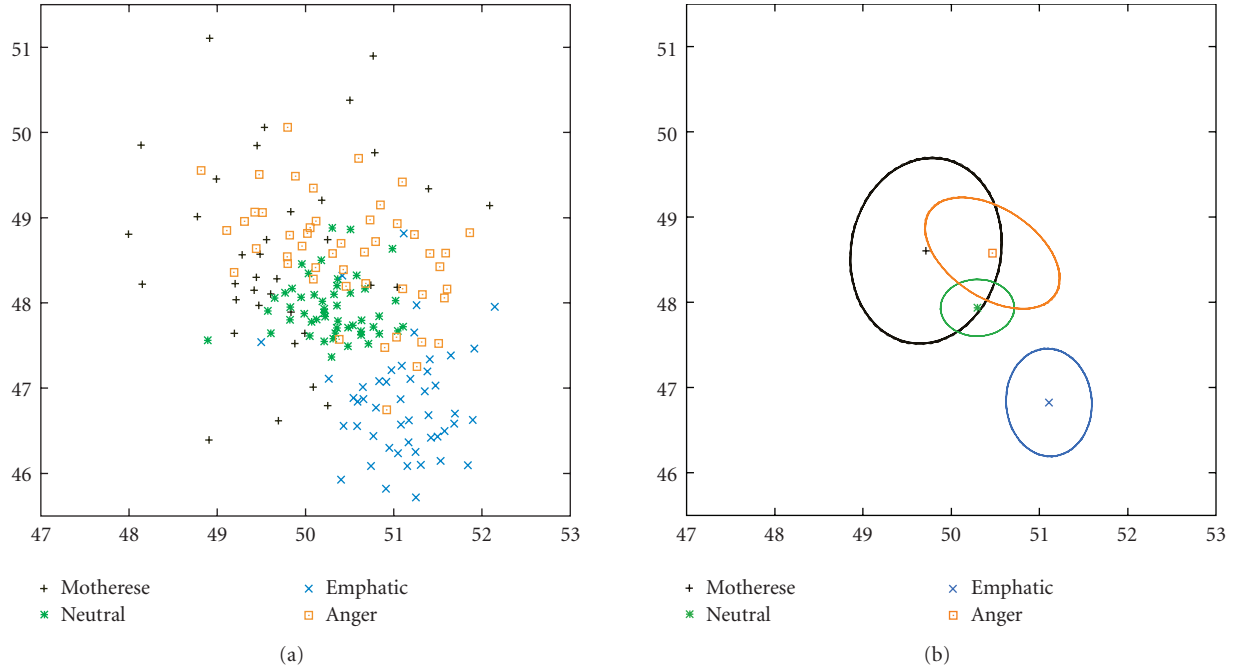 51
50
49
48
47
46
47 48 49 50 51 52 53
Motherese
Emphatic
Neutral
Anger
(a)
51
50
49
48
47
46
47 48 49 50 51 52 53
Motherese
Emphatic
Neutral
Anger
(b)